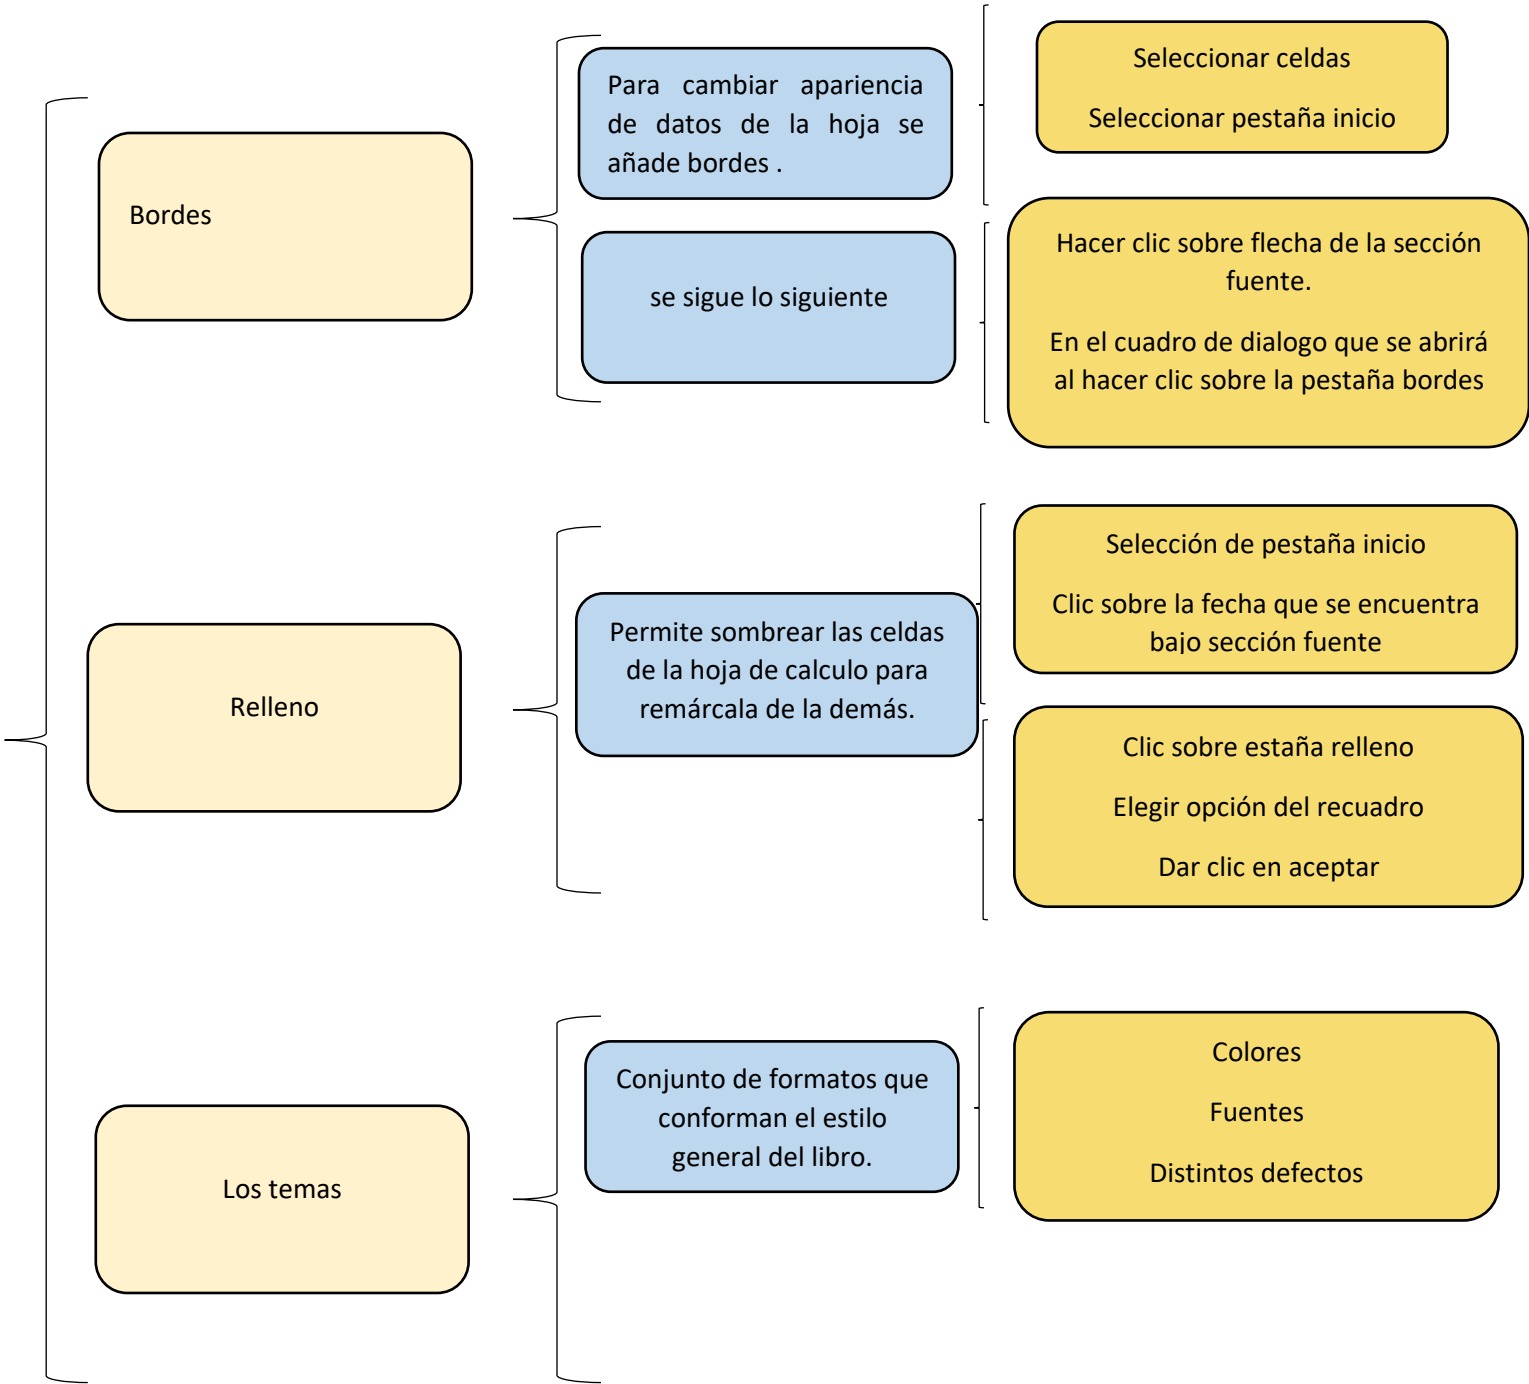 Bordes
Para cambiar apariencia
de datos de la hoja se
añade bordes .
Seleccionar celdas
Seleccionar pestaña inicio
se sigue lo siguiente
Hacer clic sobre flecha de la sección
fuente.
En el cuadro de dialogo que se abrirá
al hacer clic sobre la pestaña bordes
Relleno
Permite sombrear las celdas
de la hoja de calculo para
remárcala de la demás.
Selección de pestaña inicio
Clic sobre la fecha que se encuentra
bajo sección fuente
Clic sobre estaña relleno
Elegir opción del recuadro
Dar clic en aceptar
Los temas
Conjunto de formatos que
conforman el estilo
general del libro.
Colores
Fuentes
Distintos defectos